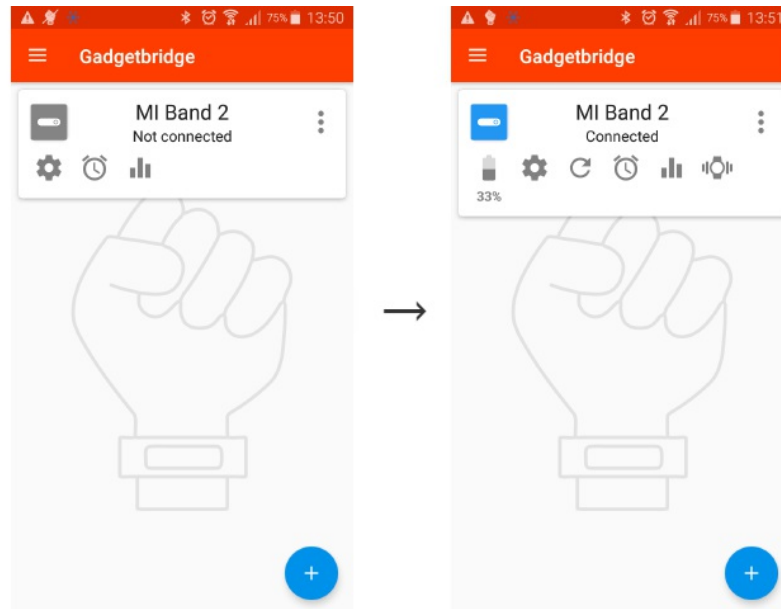 75% 13:50
Gadgetbridge
MI Band 2
Not connected
75% 13:51
Gadgetbridge
MI Band 2
Connected
33%